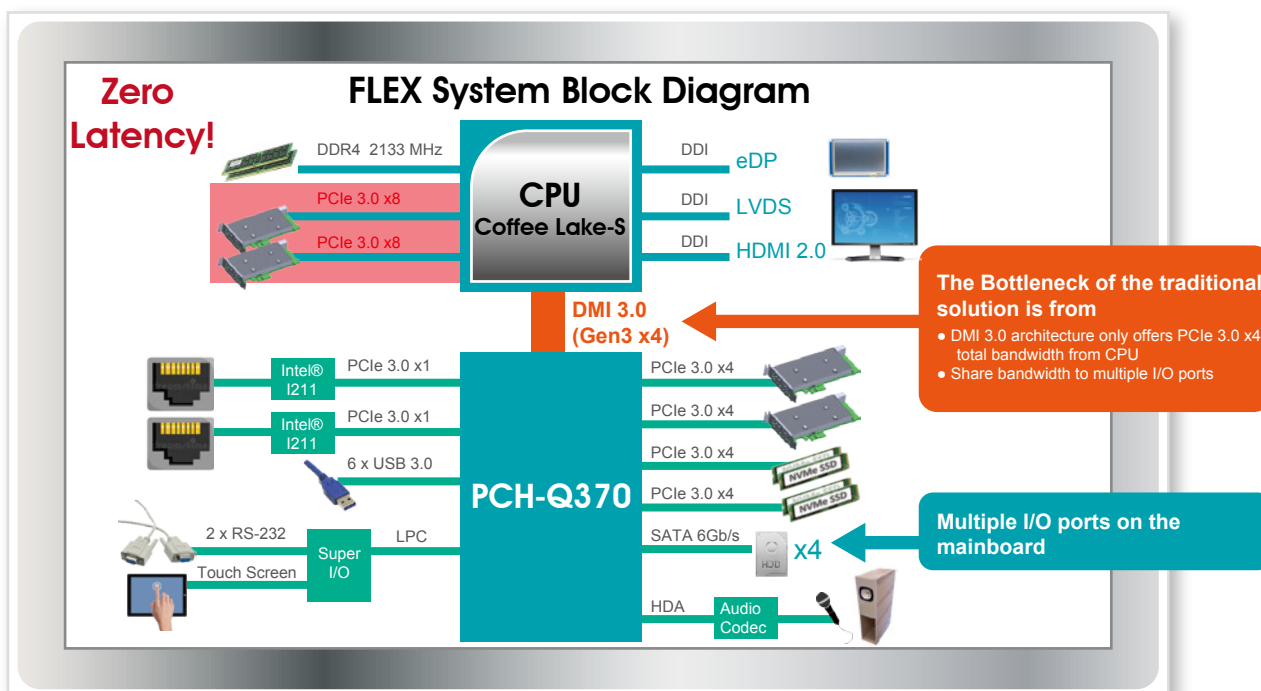 Zero
Latency!
FLEX System Block Diagram
DDR4 2133 MHz
PCIe 3.0 x8
PCIe 3.0 x8
CPU
Coffee Lake-S
DDI
eDP
DDI
LVDS
DDI
HDMI 2.0
DMI 3.0
(Gen3 x4)
The Bottleneck of the traditional
solution is from
● DMI 3.0 architecture only offers PCIe 3.0 x4
total bandwidth from CPU
● Share bandwidth to multiple I/O ports
Intel®
I211
PCIe 3.0 x1
Intel®
I211
PCIe 3.0 x1
6 x USB 3.0
2 x RS-232
Touch Screen
Super
I/O
LPC
PCH-Q370
PCIe 3.0 x4
PCIe 3.0 x4
PCIe 3.0 x4
NVMe SSD
PCIe 3.0 x4
NVMe SSD
SATA 6Gb/s
HDD
x4
HDA
Audio
Codec
Multiple I/O ports on the
mainboard